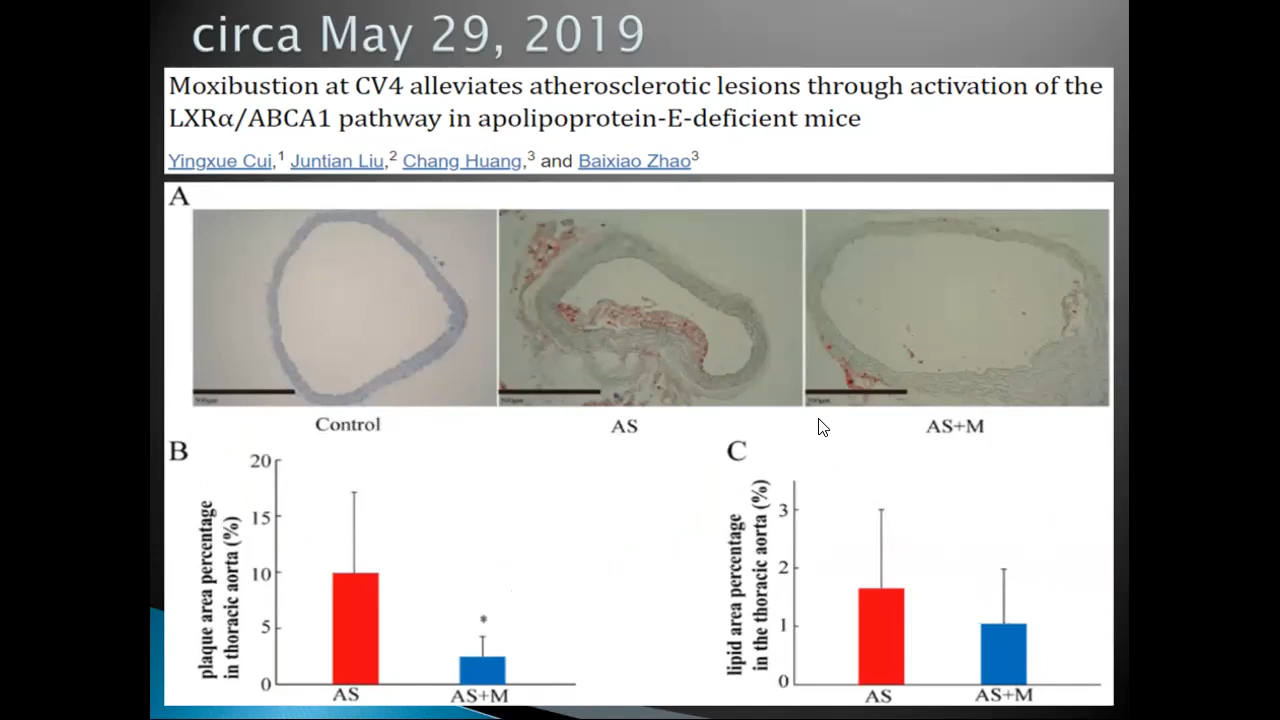 circa May 29, 2019
Moxibustion at CV4 alleviates atherosclerotic lesions through activation of the
LXRα/ABCA1 pathway in apolipoprotein-E-deficient mice
Yingxue Cui,1 Juntian Liu,2 Chang Huang,3 and Baixiao Zhao3
A
Control
AS
AS+M
B
plaque area percentage
in thoracic aorta (%)
20
15
10
5
0
*
AS
AS+M
C
lipid area percentage
in the thoracic aorta (%)
3
2
1
0
AS
AS+M